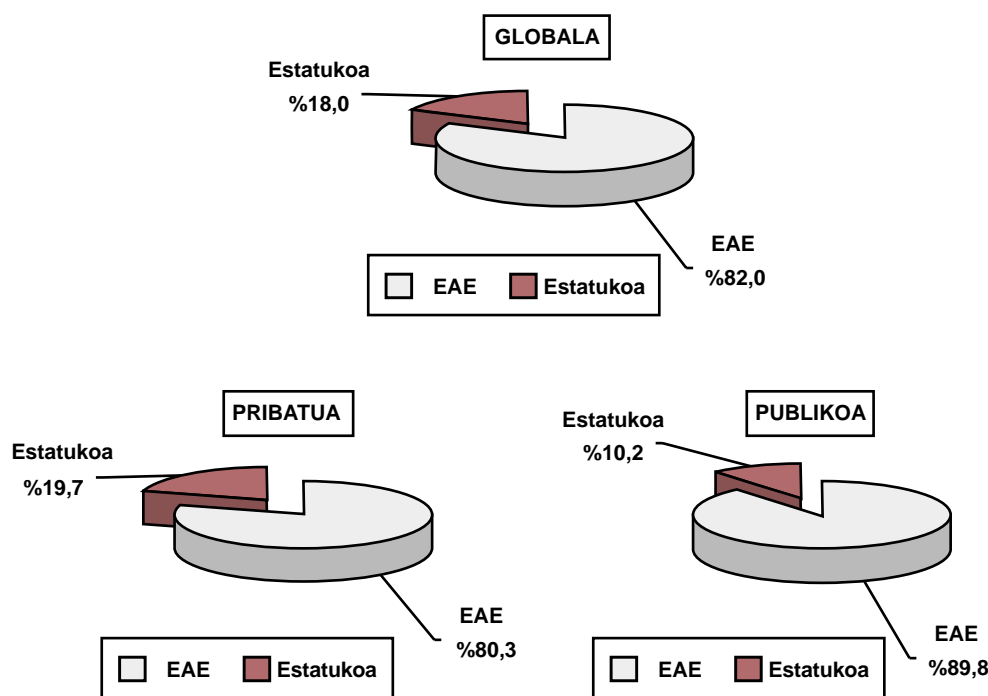 GLOBALA
Estatukoa
%18,0
EAE
%82,0
EAE Estatukoa
PRIBATUA
Estatukoa
%19,7
EAE
%80,3
EAE Estatukoa
PUBLIKOA
Estatukoa
%10,2
EAE
%89,8
EAE Estatukoa